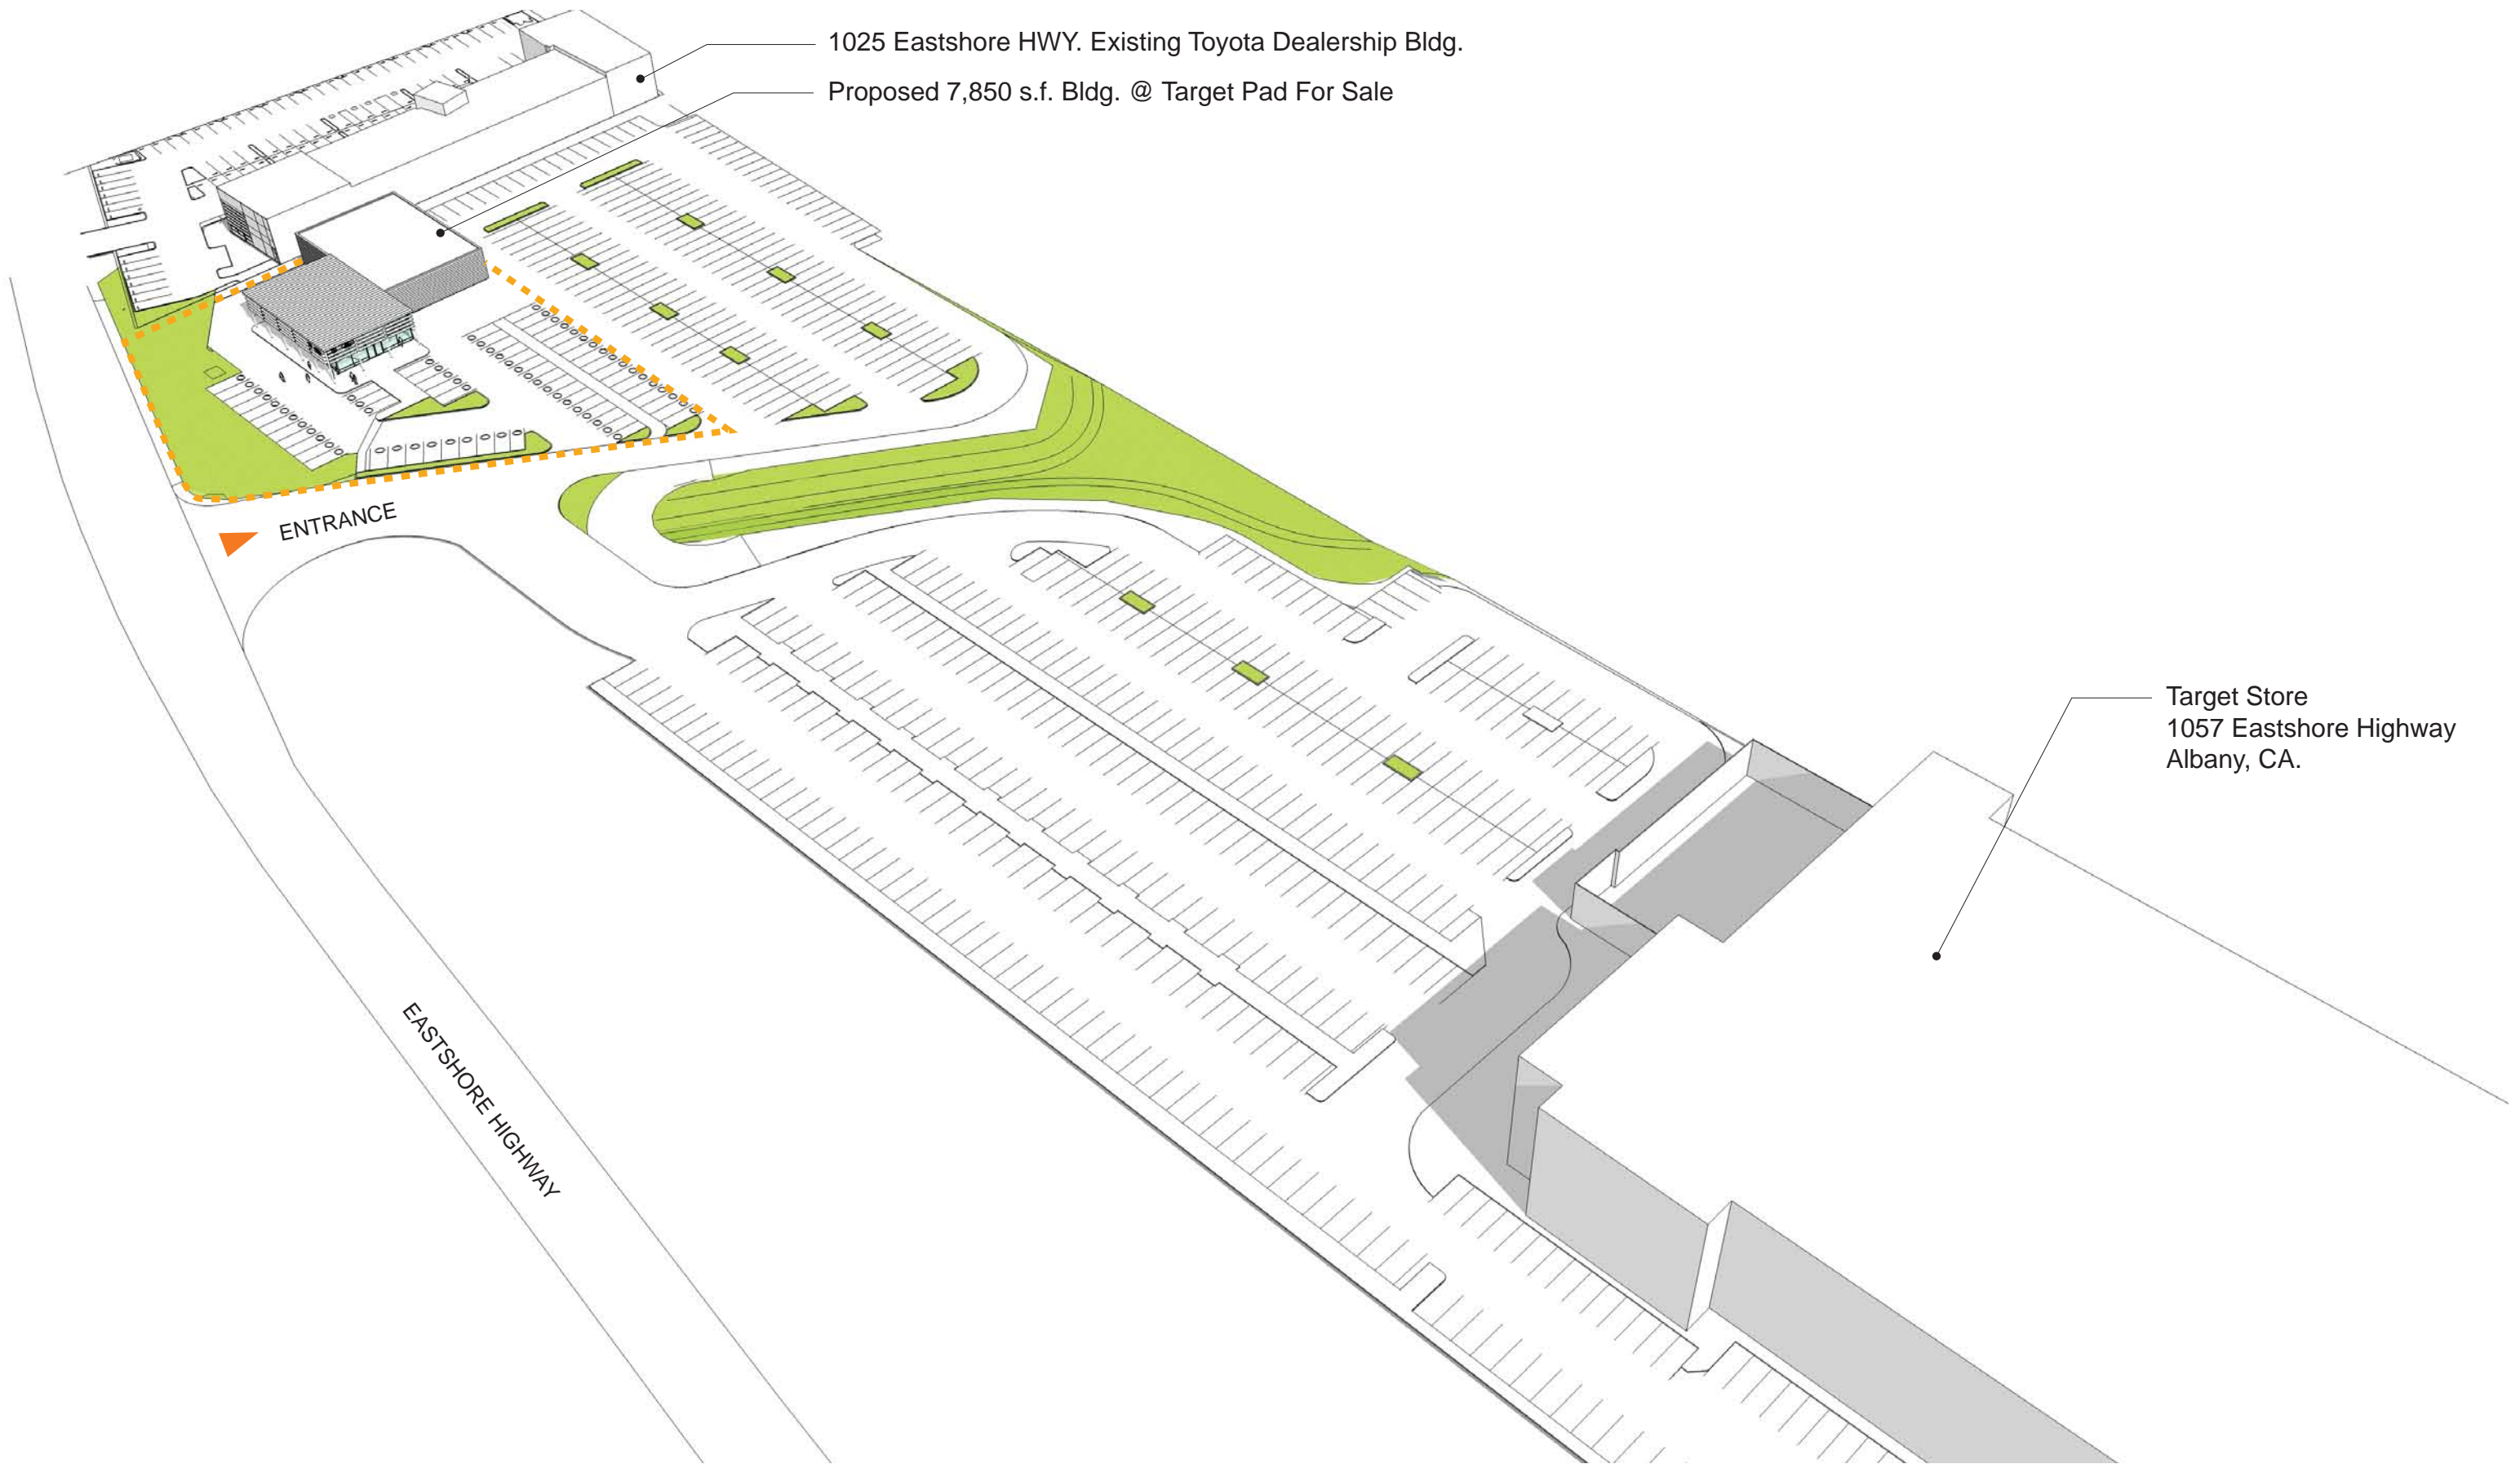 1025 Eastshore HWY. Existing Toyota Dealership Bldg.
Proposed 7,850 s.f. Bldg. @ Target Pad For Sale
ENTRANCE
Target Store
1057 Eastshore Highway
Albany, CA.
EASTSHORE HIGHWAY